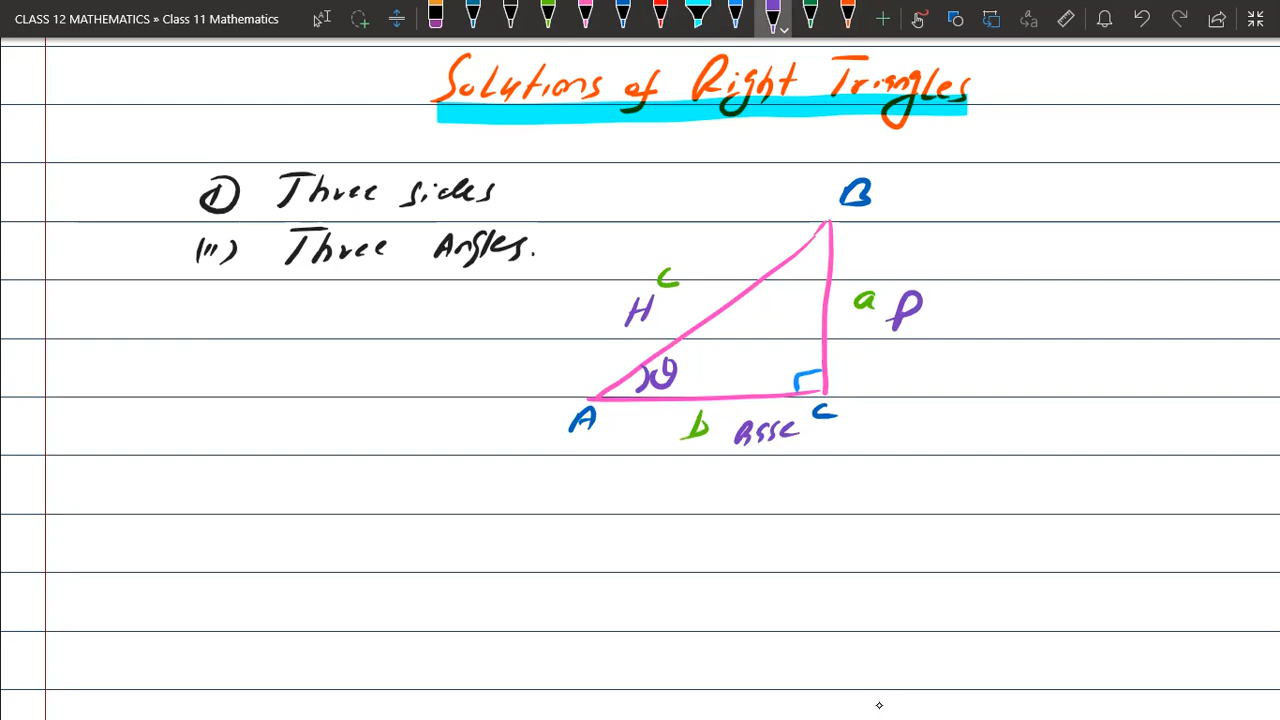 CLASS 12 MATHEMATICS » Class 11 Mathematics
Solutions of Right Triangles
(i) Three sides
(ii) Three Angles.
B
c
H
a P
θ
A
C
b Base